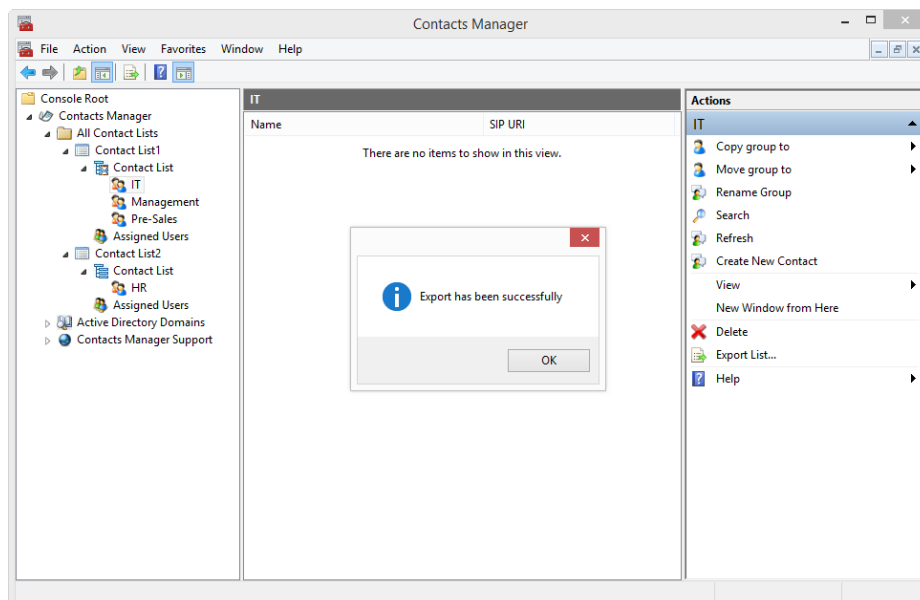 Contacts Manager
File Action View Favorites Window Help
Console Root
Contacts Manager
All Contact Lists
Contact List1
Contact List
IT
Management
Pre-Sales
Assigned Users
Contact List2
Contact List
HR
Assigned Users
Active Directory Domains
Contacts Manager Support
IT
Name SIP URI
There are no items to show in this view.
Export has been successfully
OK
Actions
IT
Copy group to
Move group to
Rename Group
Search
Refresh
Create New Contact
View
New Window from Here
Delete
Export List...
Help